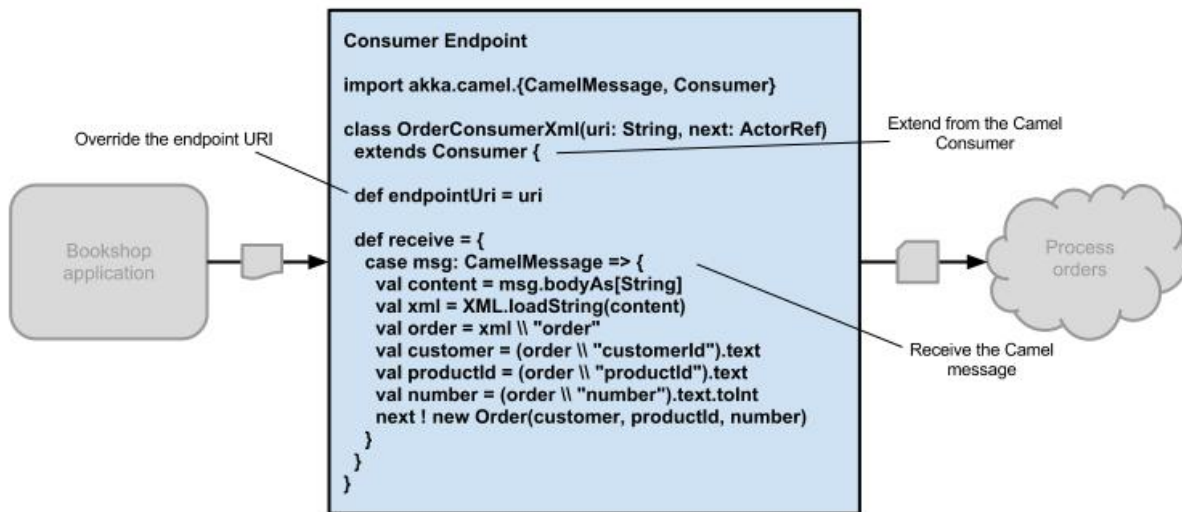 Consumer Endpoint
import akka.camel.{CamelMessage, Consumer}
class OrderConsumerXml(uri: String, next: ActorRef)
extends Consumer {
def endpointUri = uri
def receive = {
case msg: CamelMessage => {
val content = msg.bodyAs[String]
val xml = XML.loadString(content)
val order = xml \\ "order"
val customer = (order \\ "customerId").text
val productId = (order \\ "productId").text
val number = (order \\ "number").text.toInt
next ! new Order(customer, productId, number)
}
}
}
Override the endpoint URI
Bookshop
application
Extend from the Camel
Consumer
Process
orders
Receive the Camel
message